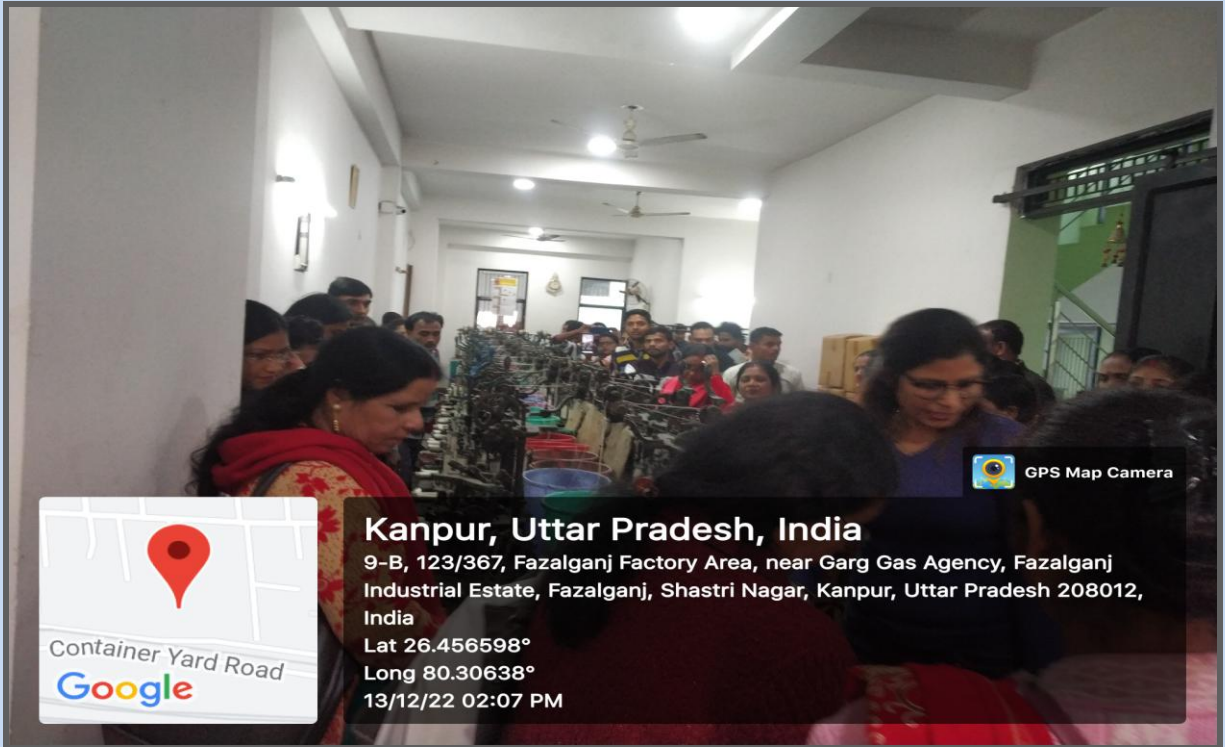 GPS Map Camera
Kanpur, Uttar Pradesh, India
9-B, 123/367, Fazalganj Factory Area, near Garg Gas Agency, Fazalganj
Industrial Estate, Fazalganj, Shastri Nagar, Kanpur, Uttar Pradesh 208012,
India
Lat 26.456598°
Long 80.30638°
13/12/22 02:07 PM
Container Yard Road
Google